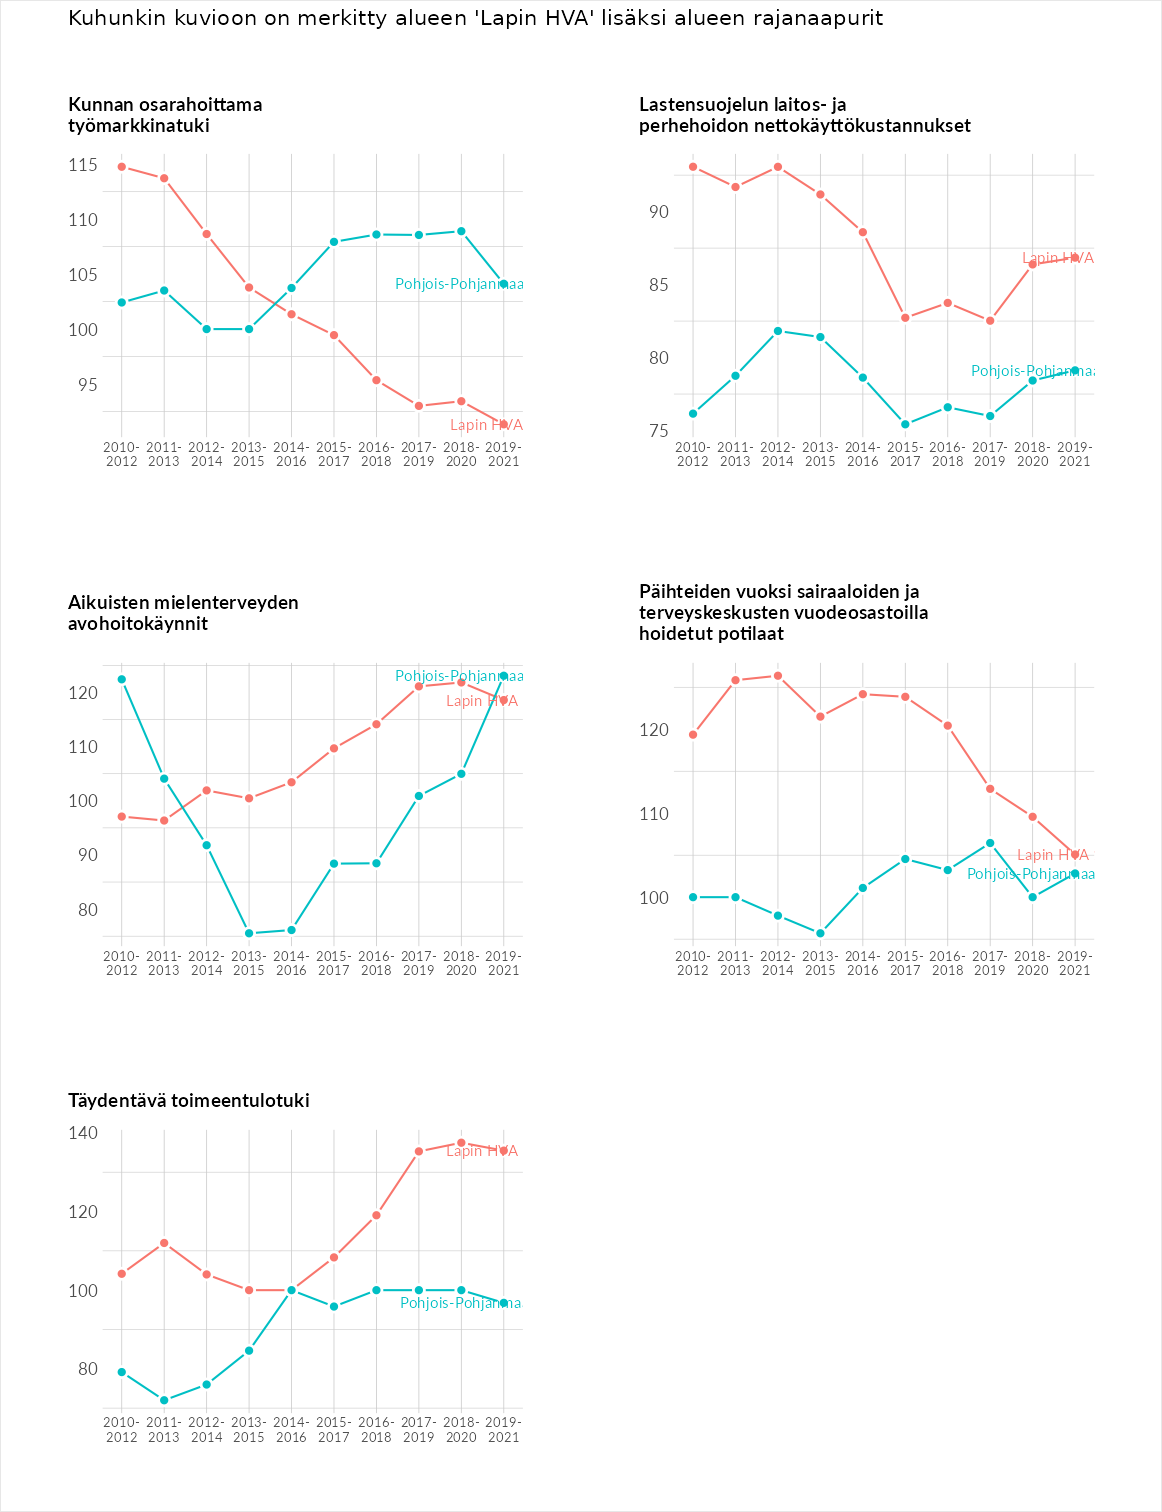 Kuhunkin kuvioon on merkitty alueen 'Lapin HVA' lisäksi alueen rajanaapurit
Kunnan osarahoittama
työmarkkinatuki
115
110
105
100
95
Pohjois-Pohjanmaa
Lapin HVA
2010- 2011- 2012- 2013- 2014- 2015- 2016- 2017- 2018- 2019-
2012 2013 2014 2015 2016 2017 2018 2019 2020 2021
Lastensuojelun laitos- ja
perhehoidon nettokäyttökustannukset
90
85
80
75
Lapin HVA
Pohjois-Pohjanmaa
2010- 2011- 2012- 2013- 2014- 2015- 2016- 2017- 2018- 2019-
2012 2013 2014 2015 2016 2017 2018 2019 2020 2021
Aikuisten mielenterveyden
avohoitokäynnit
120
110
100
90
80
Pohjois-Pohjanmaa
Lapin HVA
2010- 2011- 2012- 2013- 2014- 2015- 2016- 2017- 2018- 2019-
2012 2013 2014 2015 2016 2017 2018 2019 2020 2021
Päihteiden vuoksi sairaaloiden ja
terveyskeskusten vuodeosastoilla
hoidetut potilaat
120
110
100
Lapin HVA
Pohjois-Pohjanmaa
2010- 2011- 2012- 2013- 2014- 2015- 2016- 2017- 2018- 2019-
2012 2013 2014 2015 2016 2017 2018 2019 2020 2021
Täydentävä toimeentulotuki
140
120
100
80
Lapin HVA
Pohjois-Pohjanma
2010- 2011- 2012- 2013- 2014- 2015- 2016- 2017- 2018- 2019-
2012 2013 2014 2015 2016 2017 2018 2019 2020 2021